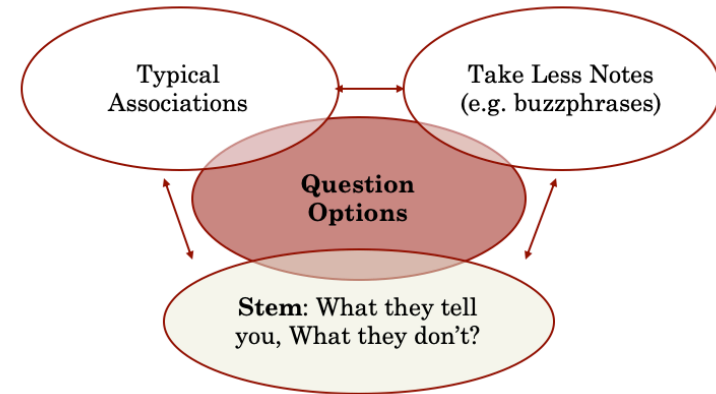 Typical
Associations
Take Less Notes
(e.g. buzzphrases)
Question
Options
Stem: What they tell
you, What they don't?